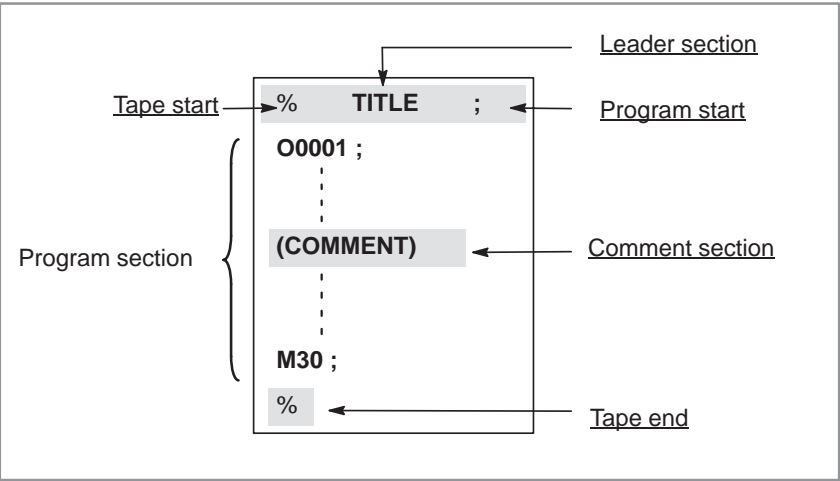 Leader section
Tape start
% TITLE ;
Program start
O0001 ;
Program section
(COMMENT)
Comment section
M30 ;
%
Tape end